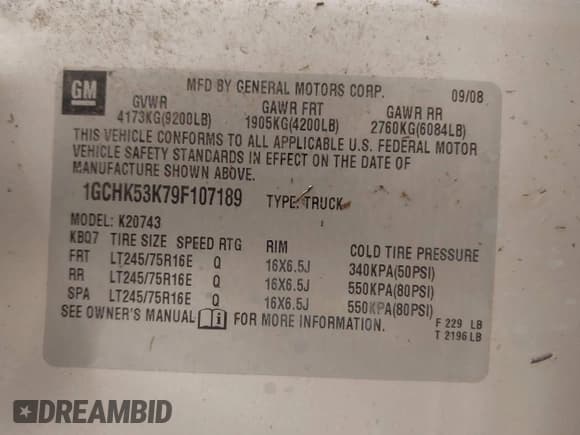 GM
MFD BY GENERAL MOTORS CORP.
09/08
GVWR GAWR FRT GAWR RR
4173KG(9200LB) 1905KG(4200LB) 2760KG(6084LB)
THIS VEHICLE CONFORMS TO ALL APPLICABLE U.S. FEDERAL MOTOR
VEHICLE SAFETY STANDARDS IN EFFECT ON THE DATE OF
MANUFACTURE SHOWN ABOVE.
1GCHK53K79F107189 TYPE: TRUCK
MODEL: K20743
KBQ7 TIRE SIZE SPEED RTG RIM COLD TIRE PRESSURE
FRT LT245/75R16E Q 16X6.5J 340KPA(50PSI)
RR LT245/75R16E Q 16X6.5J 550KPA(80PSI)
SPA LT245/75R16E Q 16X6.5J 550KPA(80PSI)
SEE OWNER'S MANUAL i FOR MORE INFORMATION.
F 229 LB
T 2196 LB
DREAMBID